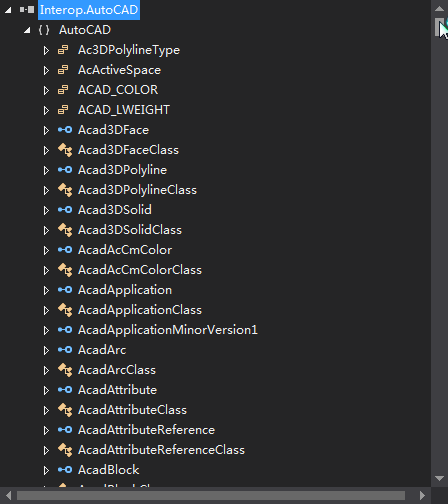 Interop.AutoCAD
{ } AutoCAD
Ac3DPolylineType
AcActiveSpace
ACAD_COLOR
ACAD_LWEIGHT
Acad3DFace
Acad3DFaceClass
Acad3DPolyline
Acad3DPolylineClass
Acad3DSolid
Acad3DSolidClass
AcadAcCmColor
AcadAcCmColorClass
AcadApplication
AcadApplicationClass
AcadApplicationMinorVersion1
AcadArc
AcadArcClass
AcadAttribute
AcadAttributeClass
AcadAttributeReference
AcadAttributeReferenceClass
AcadBlock